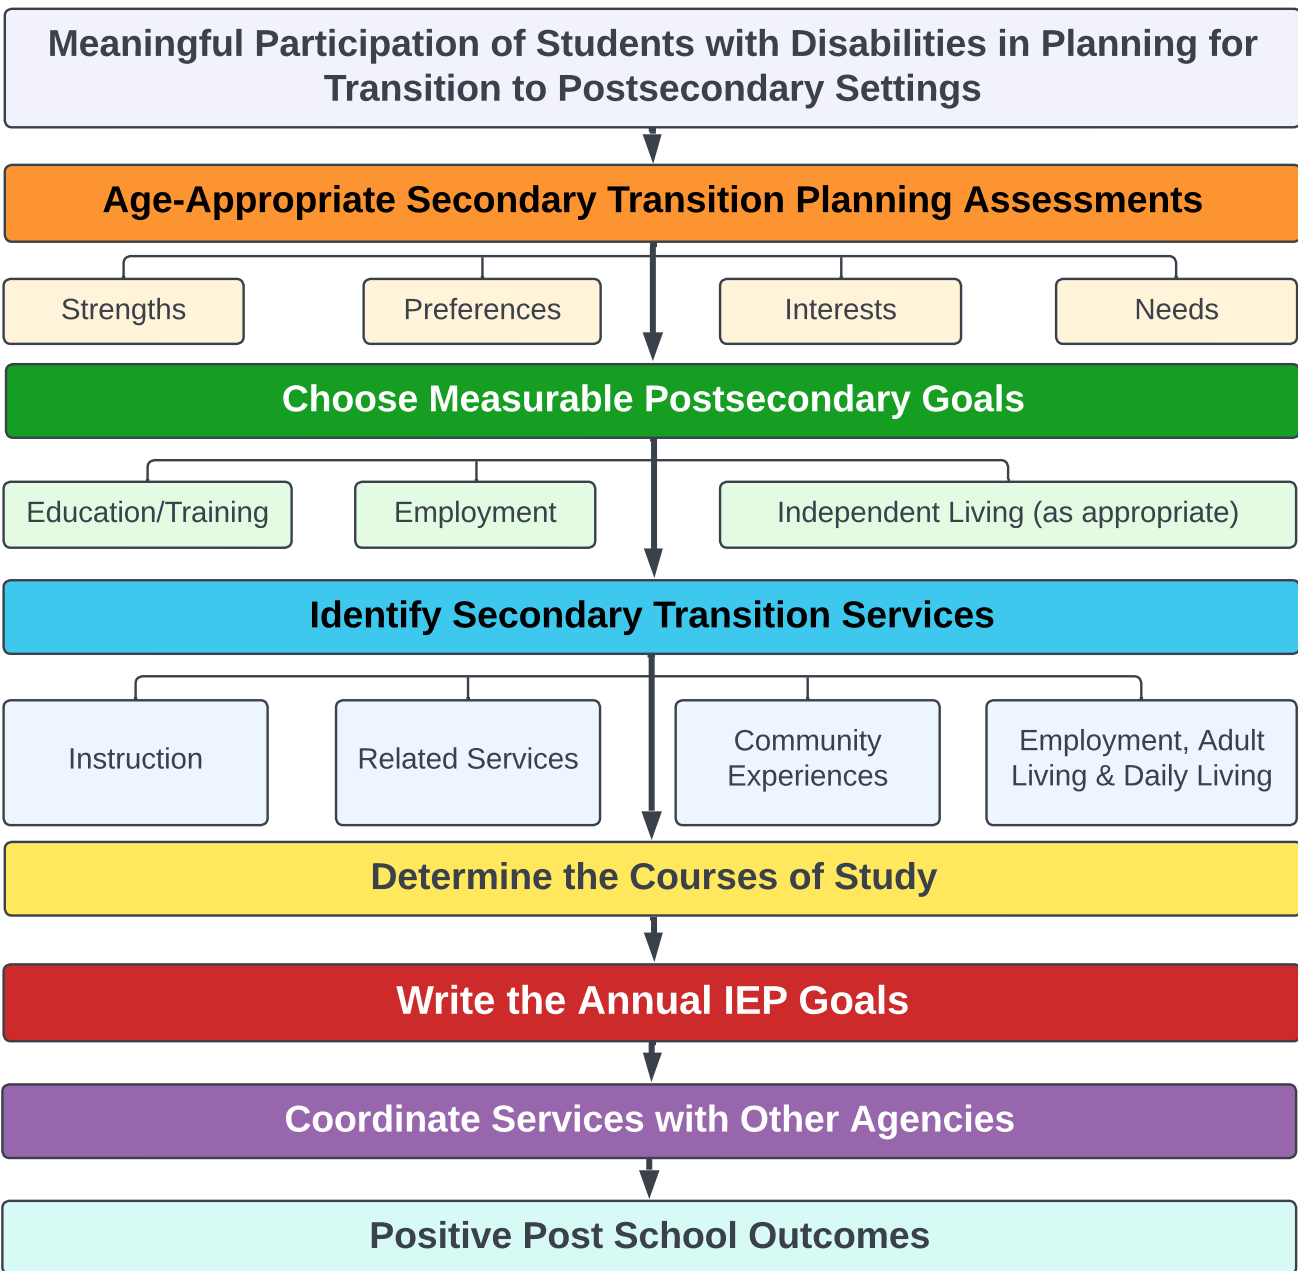 Meaningful Participation of Students with Disabilities in Planning for
Transition to Postsecondary Settings
Age-Appropriate Secondary Transition Planning Assessments
Strengths
Preferences
Interests
Needs
Choose Measurable Postsecondary Goals
Education/Training
Employment
Independent Living (as appropriate)
Identify Secondary Transition Services
Instruction
Related Services
Community
Experiences
Employment, Adult
Living & Daily Living
Determine the Courses of Study
Write the Annual IEP Goals
Coordinate Services with Other Agencies
Positive Post School Outcomes